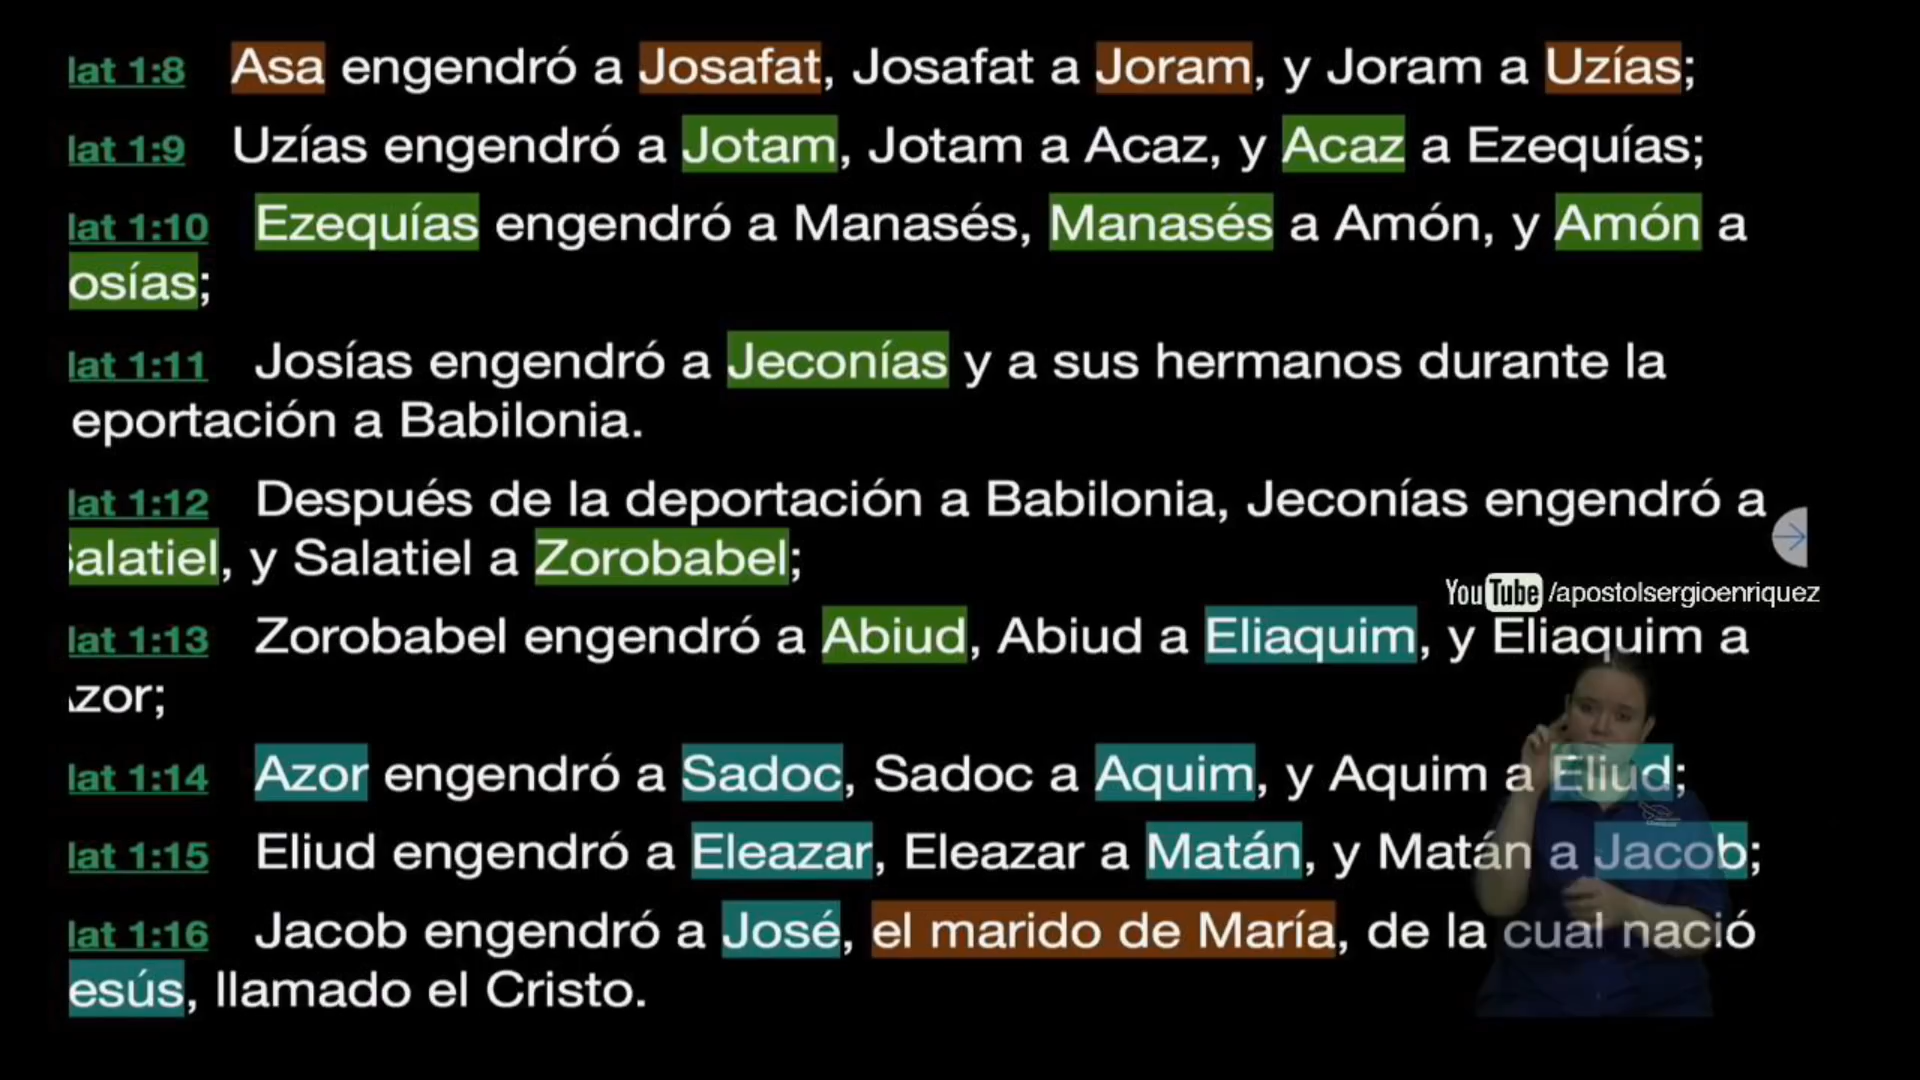 lat 1:8 Asa engendró a Josafat, Josafat a Joram, y Joram a Uzías;
lat 1:9 Uzías engendró a Jotam, Jotam a Acaz, y Acaz a Ezequías;
lat 1:10 Ezequías engendró a Manasés, Manasés a Amón, y Amón a
osías;
lat 1:11 Josías engendró a Jeconías y a sus hermanos durante la
eportación a Babilonia.
lat 1:12 Después de la deportación a Babilonia, Jeconías engendró a
Salatiel, y Salatiel a Zorobabel;
YouTube /apostolsergioenriquez
lat 1:13 Zorobabel engendró a Abiud, Abiud a Eliaquim, y Eliaquim a
Azor;
lat 1:14 Azor engendró a Sadoc, Sadoc a Aquim, y Aquim a Eliud;
lat 1:15 Eliud engendró a Eleazar, Eleazar a Matán, y Matán a Jacob;
lat 1:16 Jacob engendró a José, el marido de María, de la cual nació
esús, llamado el Cristo.